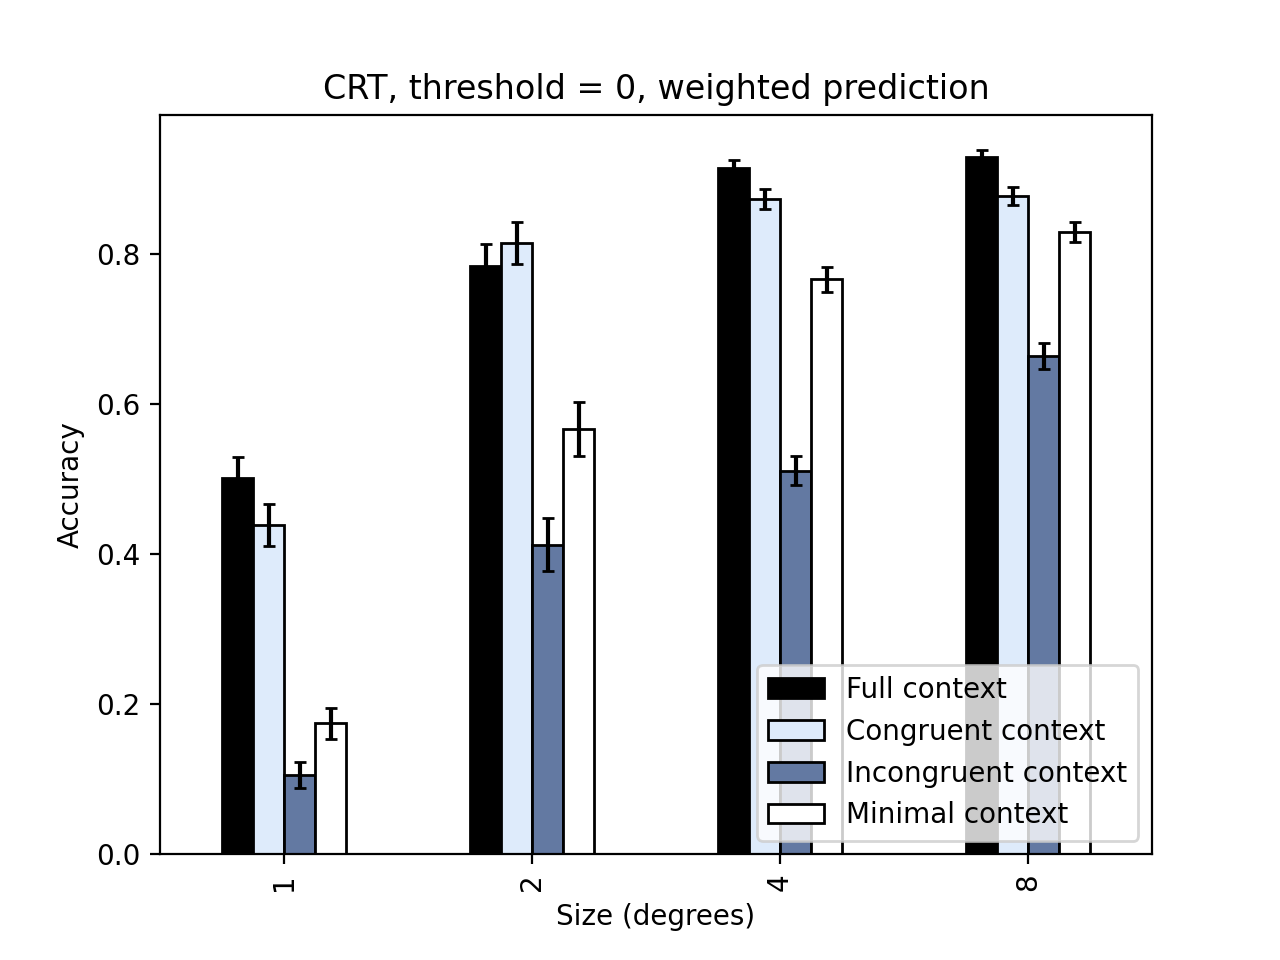 CRT, threshold = 0, weighted prediction
Accuracy
0.8
0.6
0.4
0.2
0.0
1
2
4
8
Size (degrees)
Full context
Congruent context
Incongruent context
Minimal context